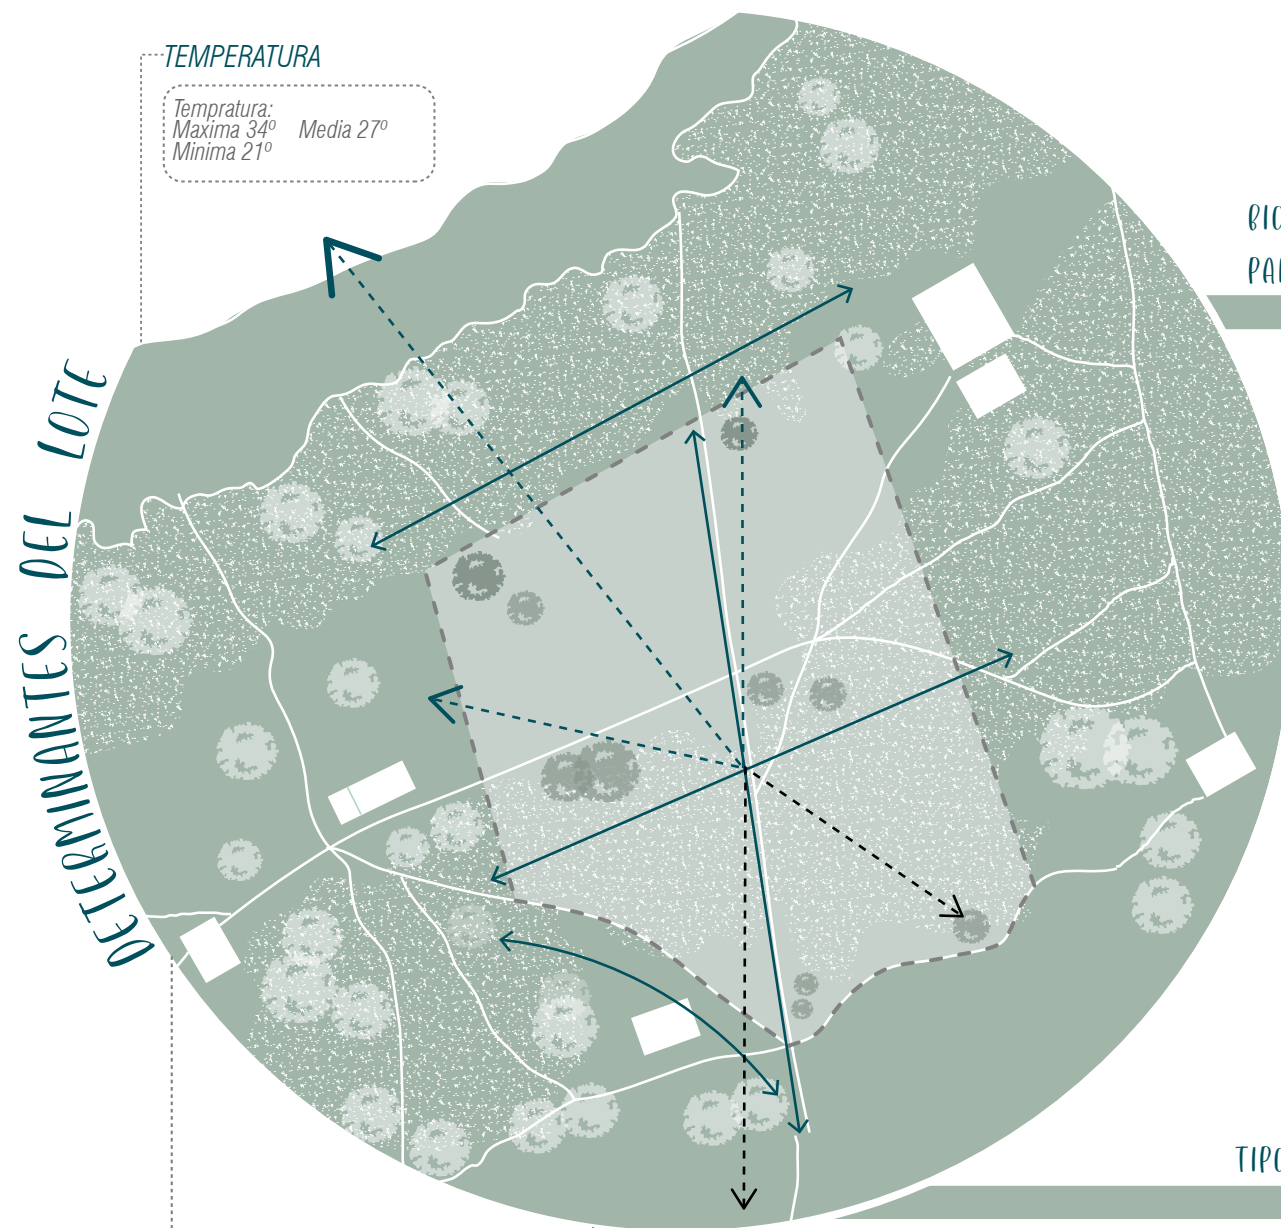 TEMPERATURA
Tempratura:
Maxima 34º Media 27º
Minima 21º
DETERMINANTES DEL LOTE